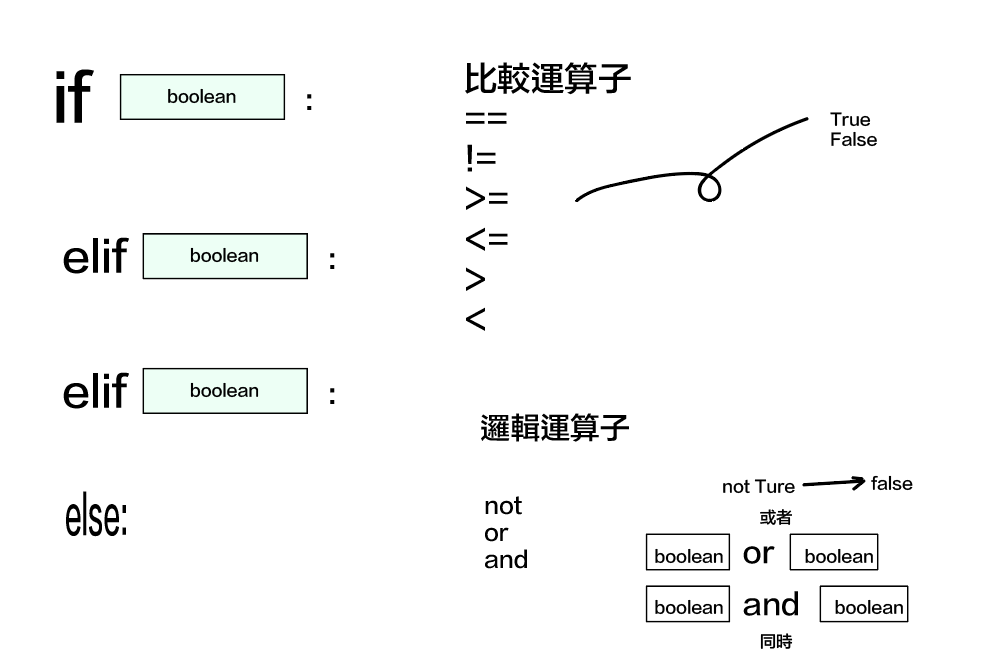 if boolean :
elif boolean :
elif boolean :
else:
比較運算子
==
!=
>=
<=
>
<
True
False
邏輯運算子
not
or
and
not Ture false
或者
boolean or boolean
boolean and boolean
同時